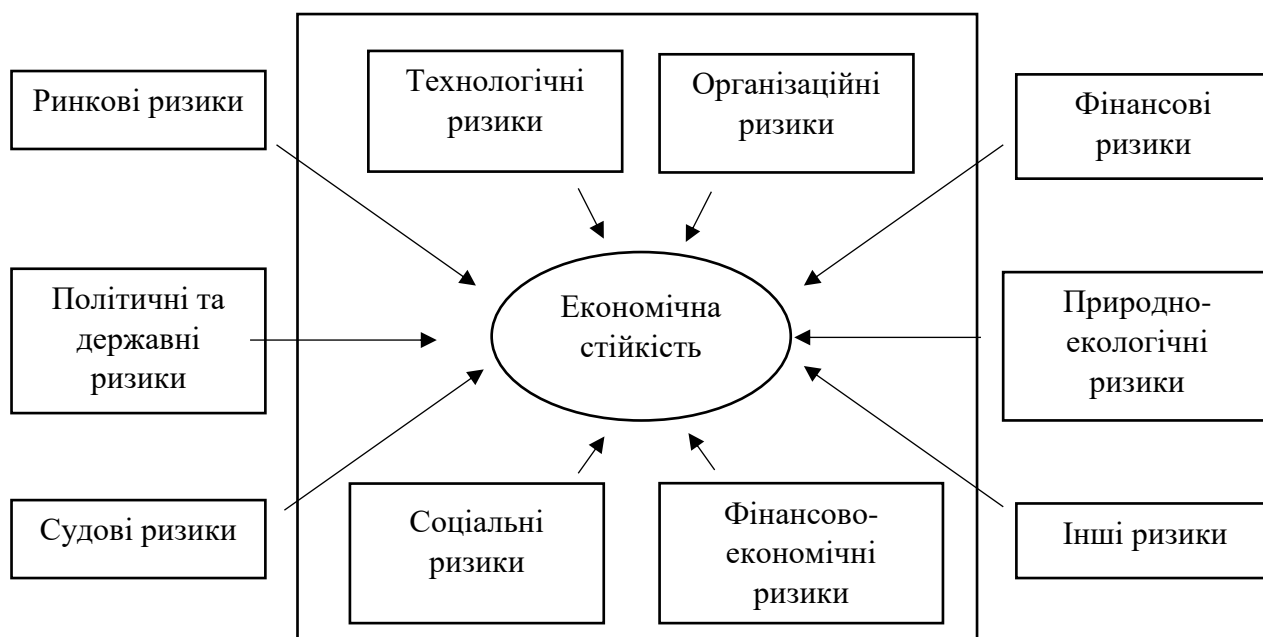 Ринкові ризики
Технологічні
ризики
Організаційні
ризики
Фінансові
ризики
Політичні та
державні
ризики
Економічна
стійкість
Природно-
екологічні
ризики
Судові ризики
Соціальні
ризики
Фінансово-
економічні
ризики
Інші ризики